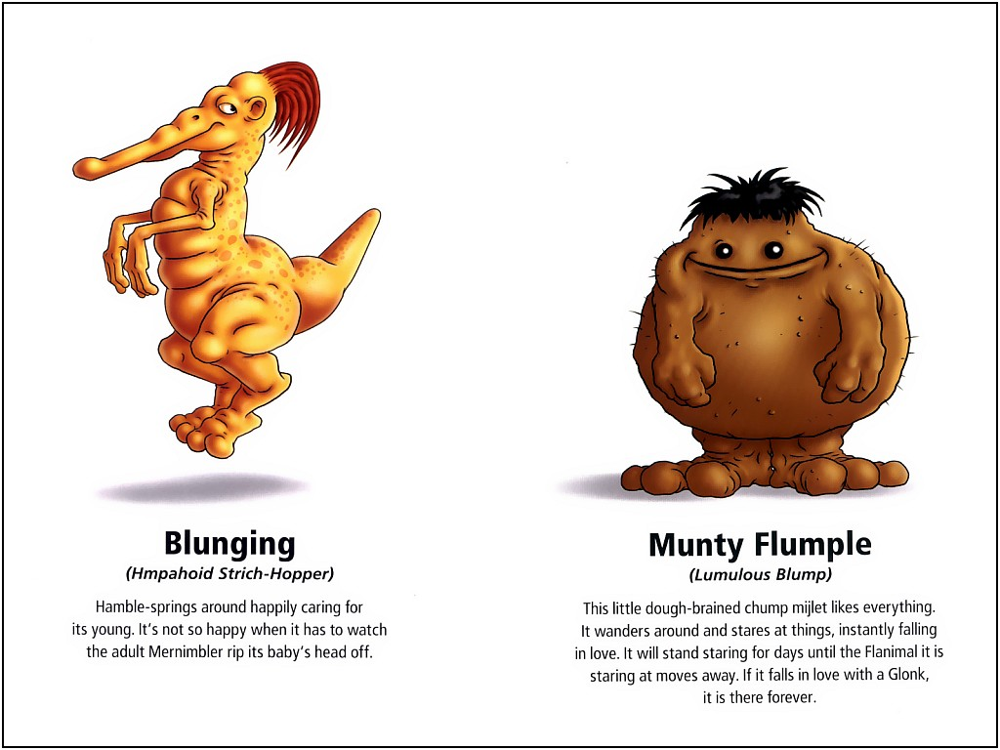 Blunging
(Hmpahoid Strich-Hopper)
Hamble-springs around happily caring for
its young. It's not so happy when it has to watch
the adult Mernimbler rip its baby's head off.
Munty Flumple
(Lumulous Blump)
This little dough-brained chump mijlet likes everything.
It wanders around and stares at things, instantly falling
in love. It will stand staring for days until the Flanimal it is
staring at moves away. If it falls in love with a Glonk,
it is there forever.